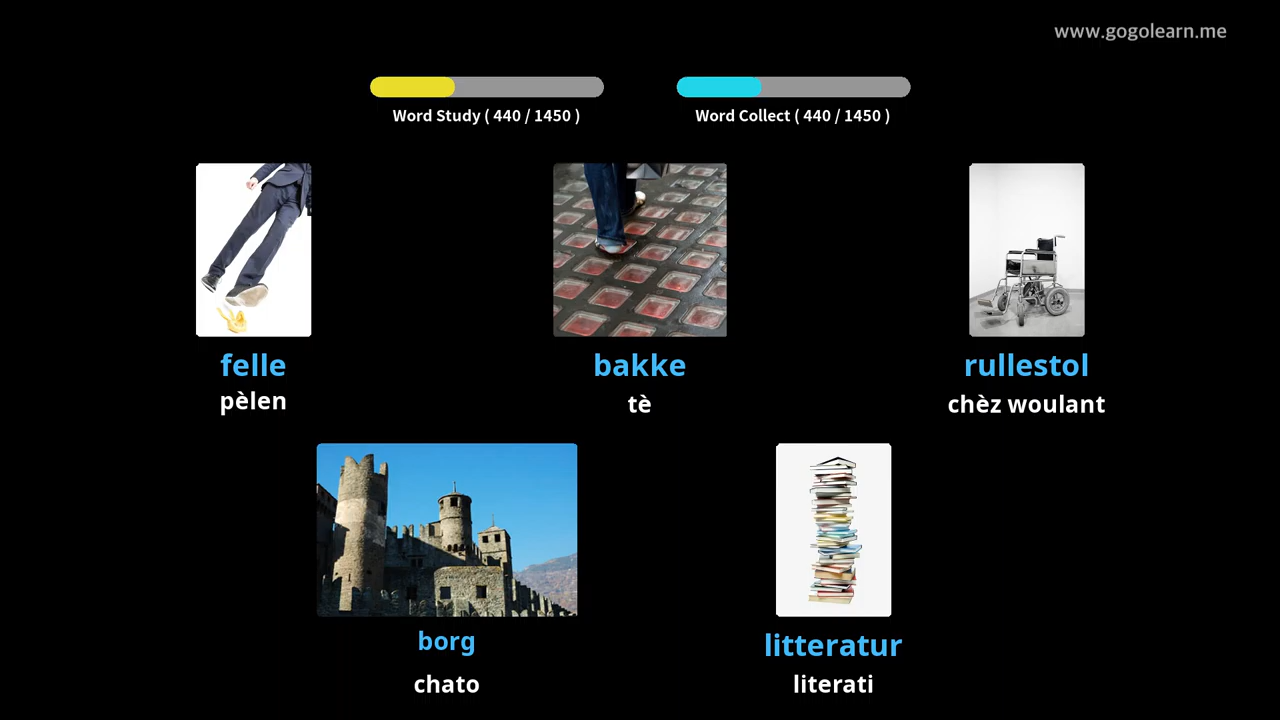 www.gogolearn.me
Word Study ( 440 / 1450 )
Word Collect ( 440 / 1450 )
felle
pèlen
bakke
tè
rullestol
chèz woulant
borg
chato
litteratur
literati